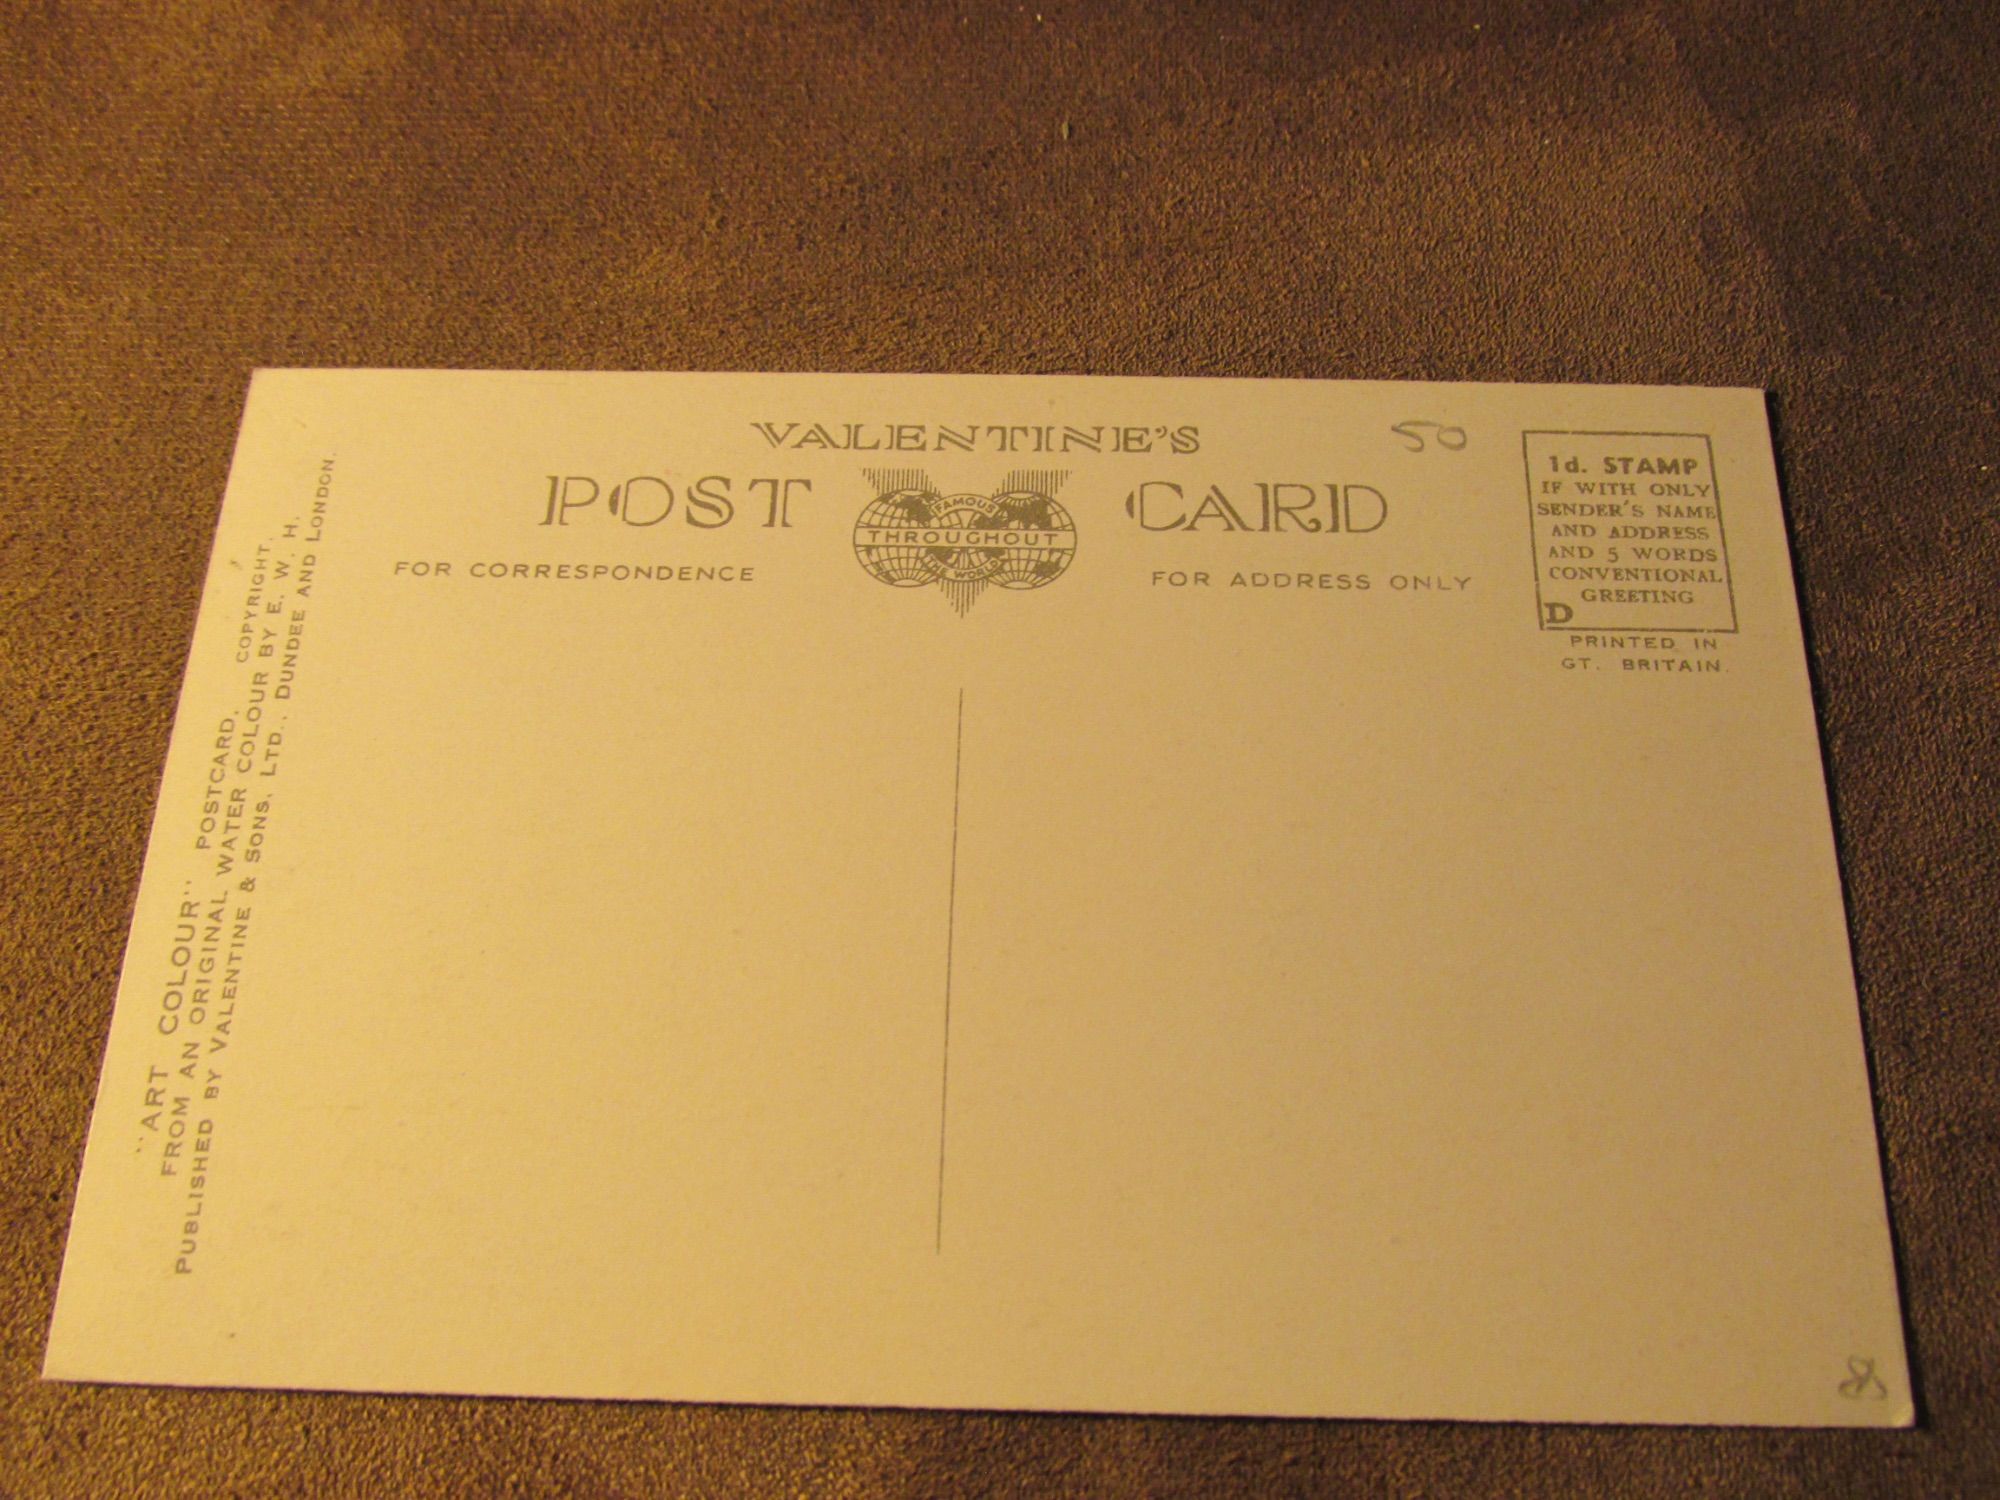 VALENTINE'S
POST CARD
FAMOUS
THROUGHOUT
THE WORLD
FOR CORRESPONDENCE
FOR ADDRESS ONLY
50
1d. STAMP
IF WITH ONLY
SENDER'S NAME
AND ADDRESS
AND 5 WORDS
CONVENTIONAL
GREETING
D
PRINTED IN
GT. BRITAIN.
"ART COLOUR" POSTCARD. COPYRIGHT.
FROM AN ORIGINAL WATER COLOUR BY E. W. H.
PUBLISHED BY VALENTINE & SONS, LTD., DUNDEE AND LONDON.